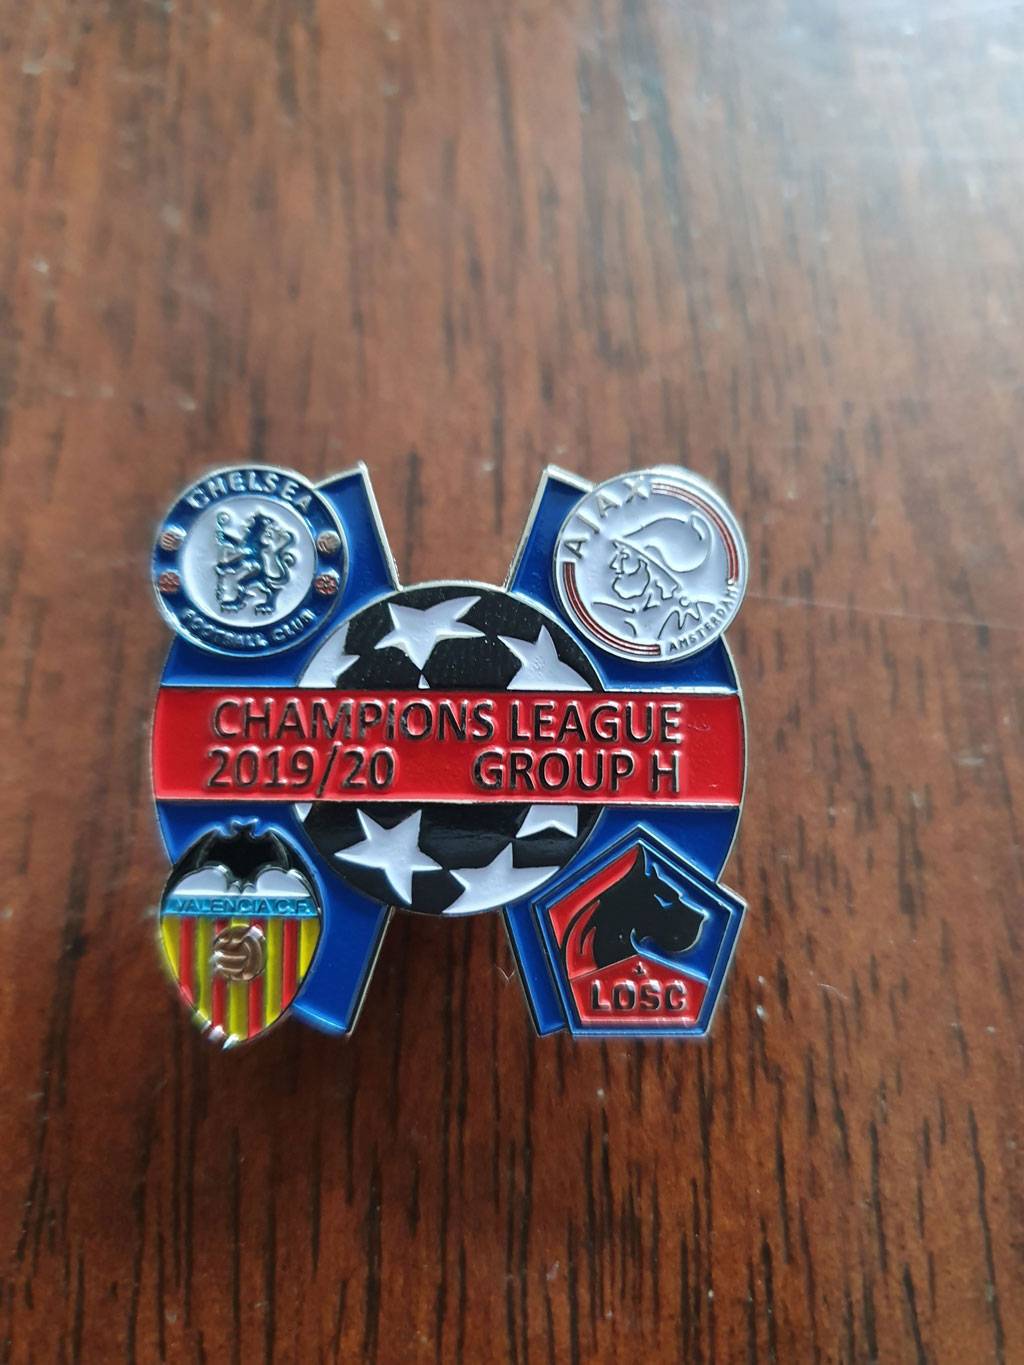 CHELSEA
FOOTBALL CLUB
AJAX
AMSTERDAM
CHAMPIONS LEAGUE
2019/20 GROUP H
VALENCIA C.F.
LOSC